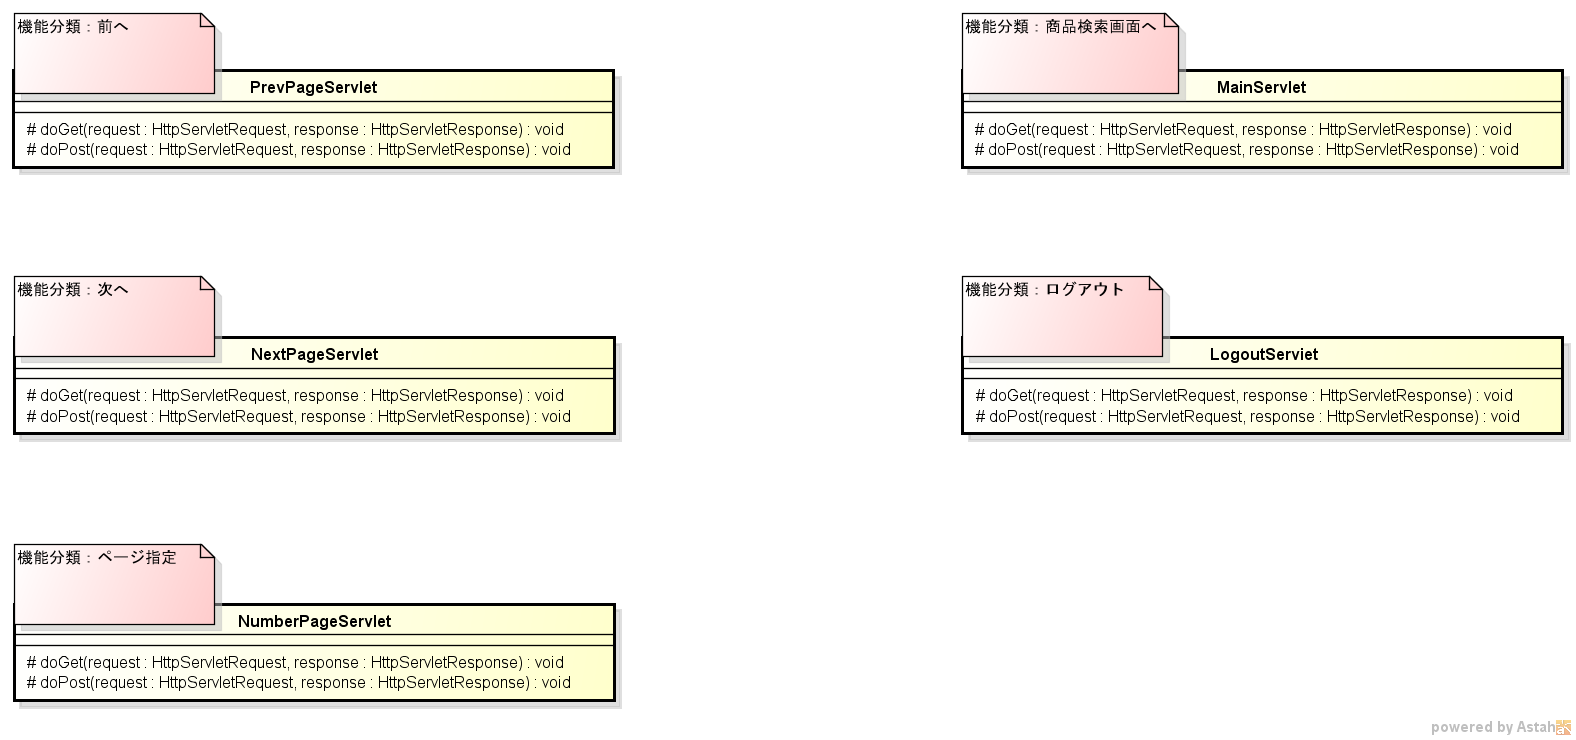 機能分類：前へ
PrevPageServlet
# doGet(request : HttpServletRequest, response : HttpServletResponse) : void
# doPost(request : HttpServletRequest, response : HttpServletResponse) : void
機能分類：商品検索画面へ
MainServlet
# doGet(request : HttpServletRequest, response : HttpServletResponse) : void
# doPost(request : HttpServletRequest, response : HttpServletResponse) : void
機能分類：次へ
NextPageServlet
# doGet(request : HttpServletRequest, response : HttpServletResponse) : void
# doPost(request : HttpServletRequest, response : HttpServletResponse) : void
機能分類：ログアウト
LogoutServlet
# doGet(request : HttpServletRequest, response : HttpServletResponse) : void
# doPost(request : HttpServletRequest, response : HttpServletResponse) : void
機能分類：ページ指定
NumberPageServlet
# doGet(request : HttpServletRequest, response : HttpServletResponse) : void
# doPost(request : HttpServletRequest, response : HttpServletResponse) : void
powered by Astah